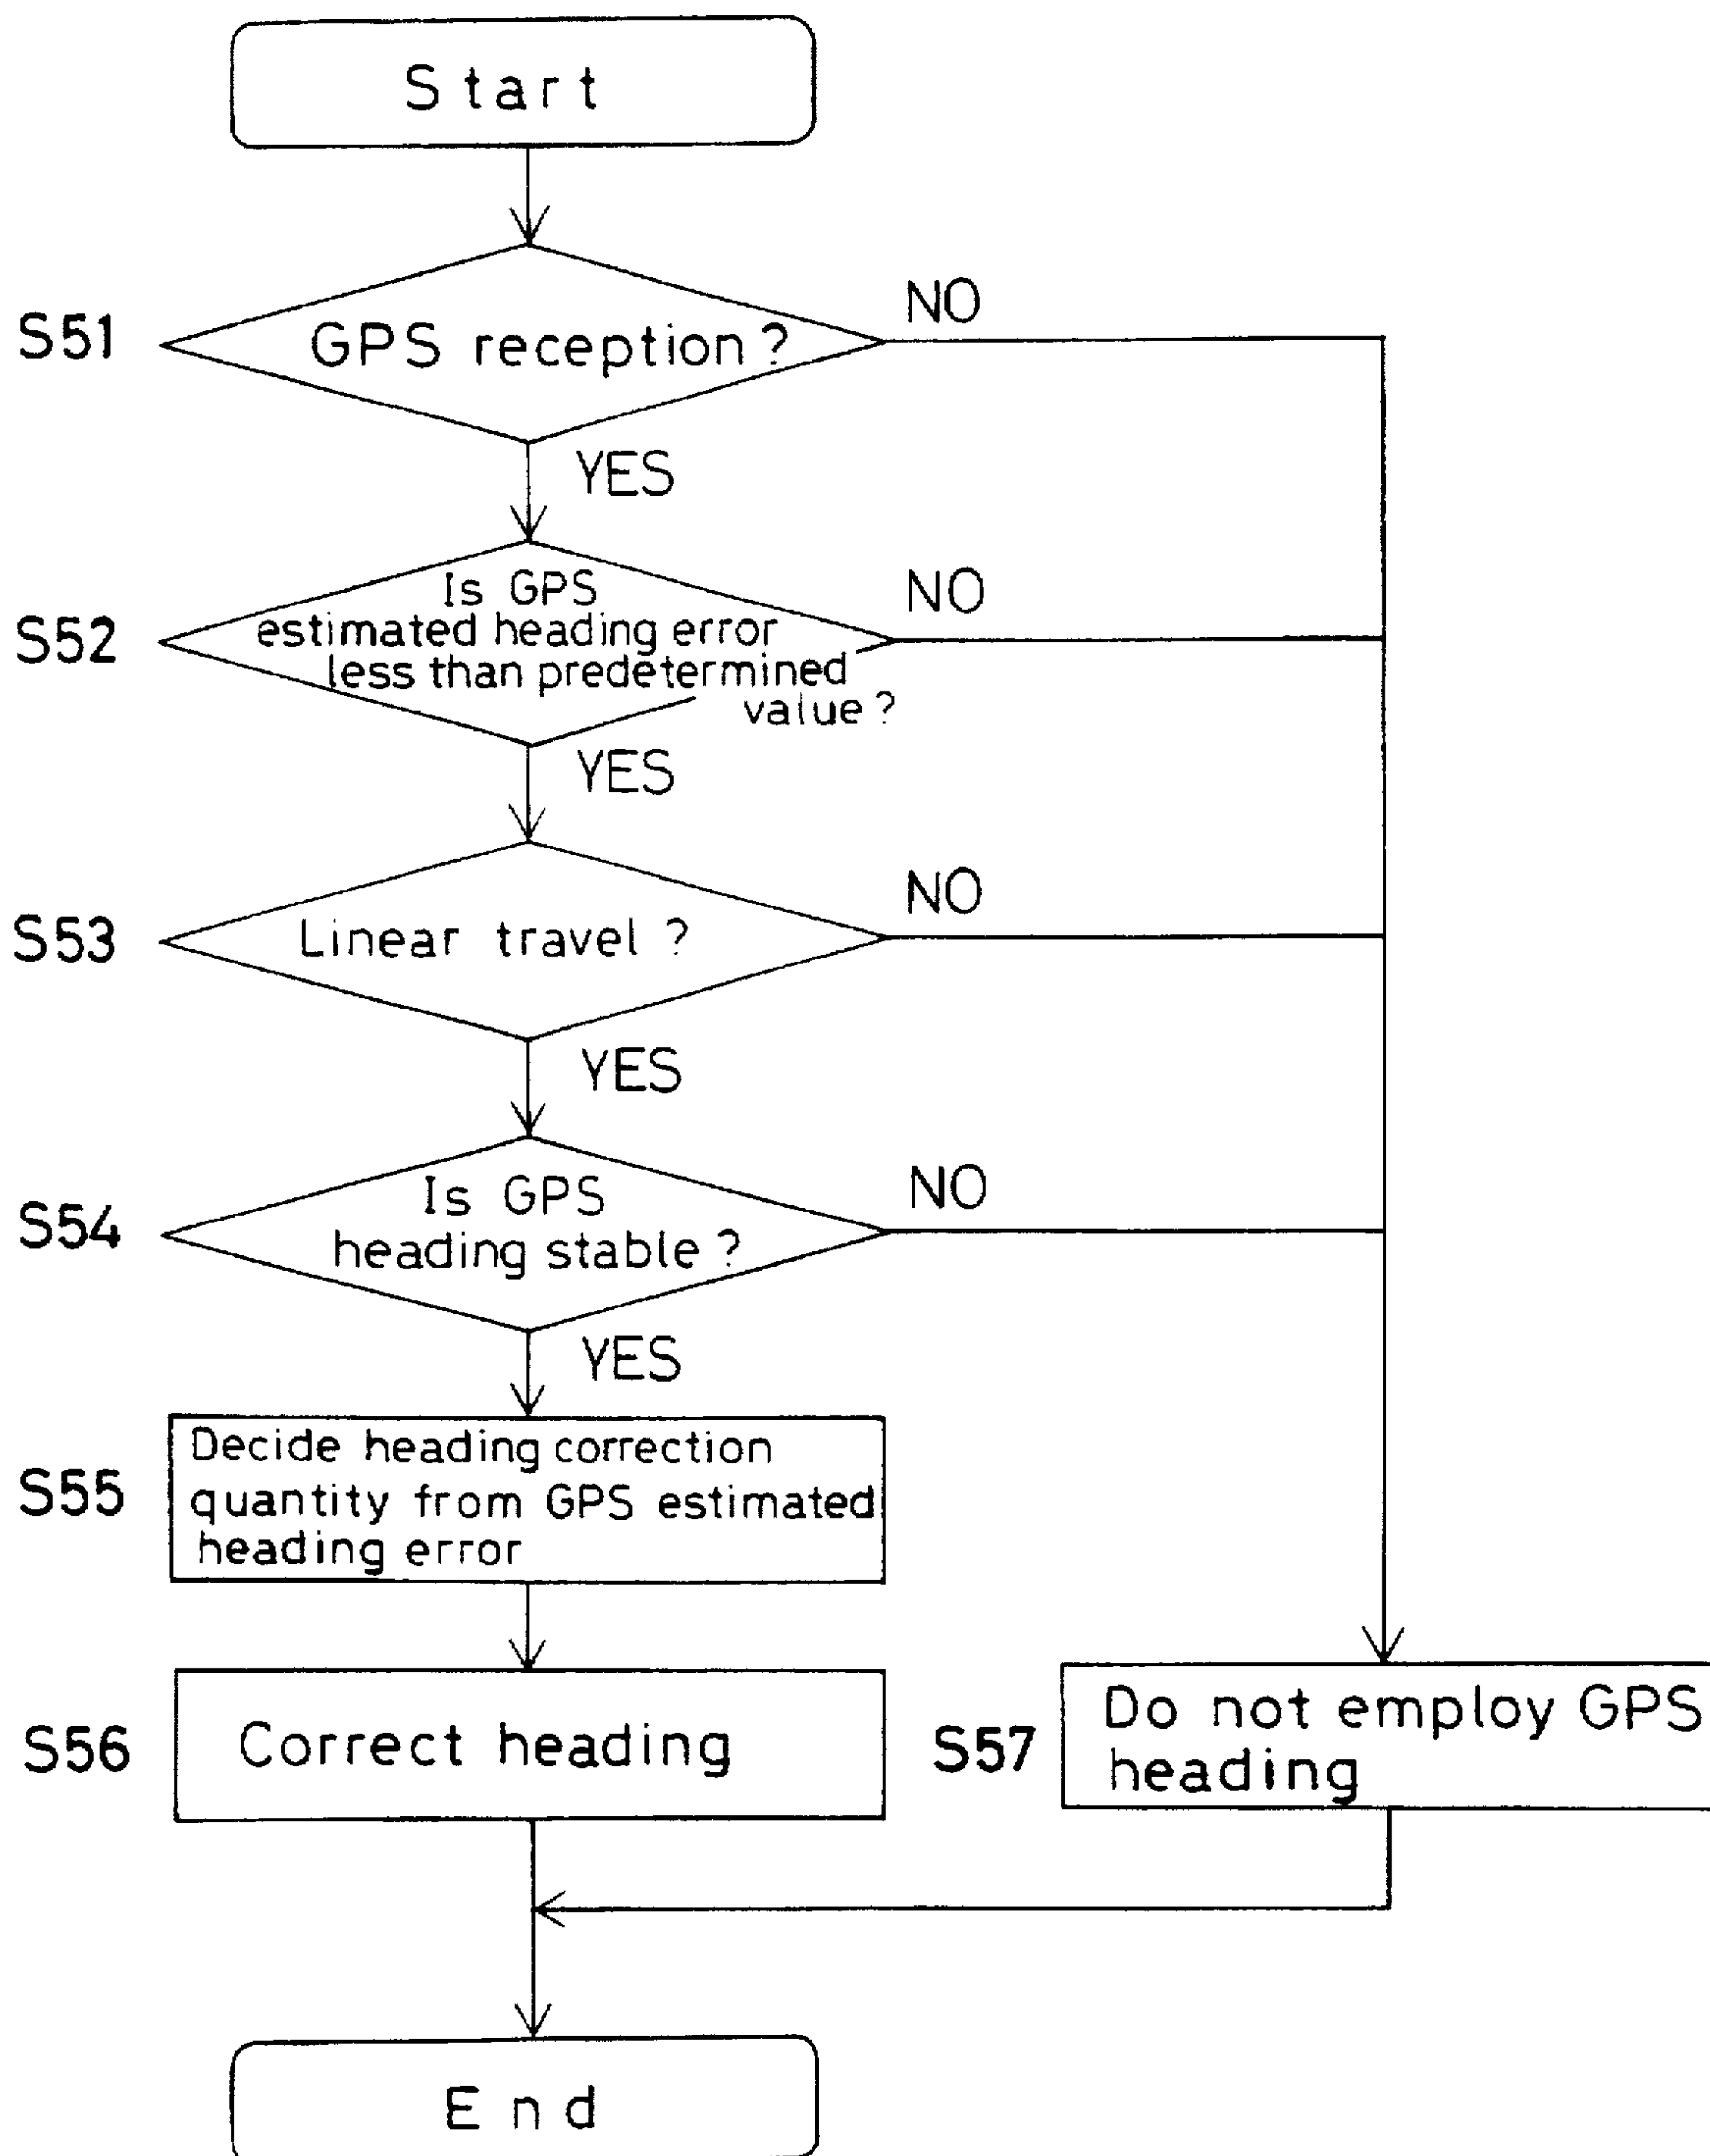 Start
S51
GPS reception?
NO
YES
S52
Is GPS
estimated heading error
less than predetermined
value?
NO
YES
S53
Linear travel ?
NO
YES
S54
Is GPS
heading stable ?
NO
YES
S55
Decide heading correction
quantity from GPS estimated
heading error
S56
Correct heading
S57
Do not employ GPS
heading
End